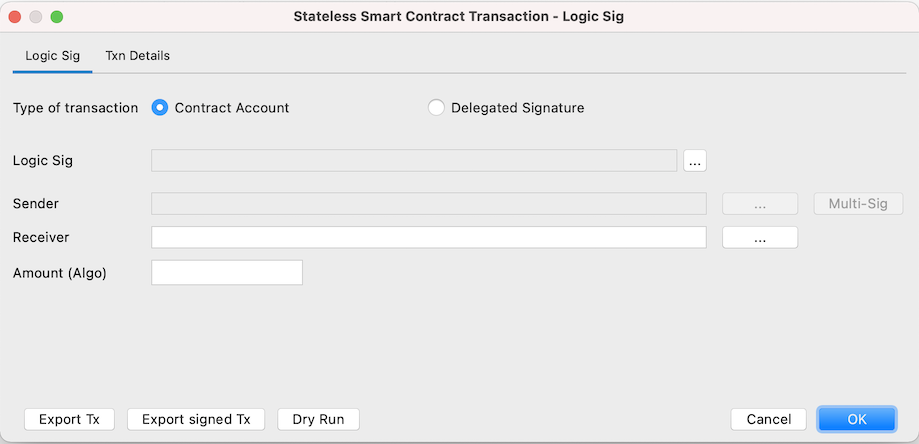 Stateless Smart Contract Transaction - Logic Sig
Logic Sig Txn Details
Type of transaction Contract Account Delegated Signature
Logic Sig ...
Sender ... Multi-Sig
Receiver ...
Amount (Algo)
Export Tx Export signed Tx Dry Run Cancel OK